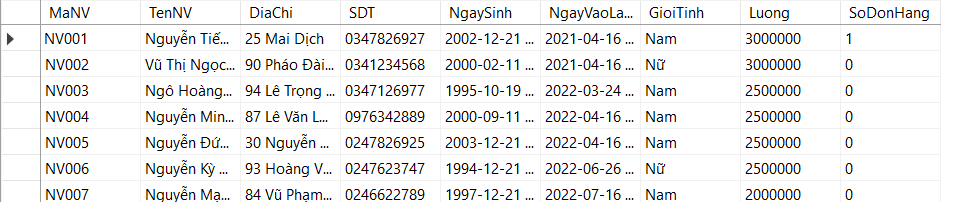 MaNV TenNV DiaChi SDT NgaySinh NgayVaoLa... GioiTinh Luong SoDonHang
NV001 Nguyễn Tiế... 25 Mai Dịch 0347826927 2002-12-21 ... 2021-04-16 ... Nam 3000000 1
NV002 Vũ Thị Ngọc... 90 Pháo Đài... 0341234568 2000-02-11 ... 2021-04-16 ... Nữ 3000000 0
NV003 Ngô Hoàng... 94 Lê Trọng ... 0347126977 1995-10-19 ... 2022-03-24 ... Nam 2500000 0
NV004 Nguyễn Min... 87 Lê Văn L... 0976342889 2000-09-11 ... 2022-04-16 ... Nam 2500000 0
NV005 Nguyễn Đứ... 30 Nguyễn ... 0247826925 2003-12-21 ... 2022-04-16 ... Nam 2500000 0
NV006 Nguyễn Kỳ ... 93 Hoàng V... 0247623747 1994-12-21 ... 2022-06-26 ... Nữ 2500000 0
NV007 Nguyễn Mạ... 84 Vũ Phạm... 0246622789 1997-12-21 ... 2022-07-16 ... Nam 2000000 0